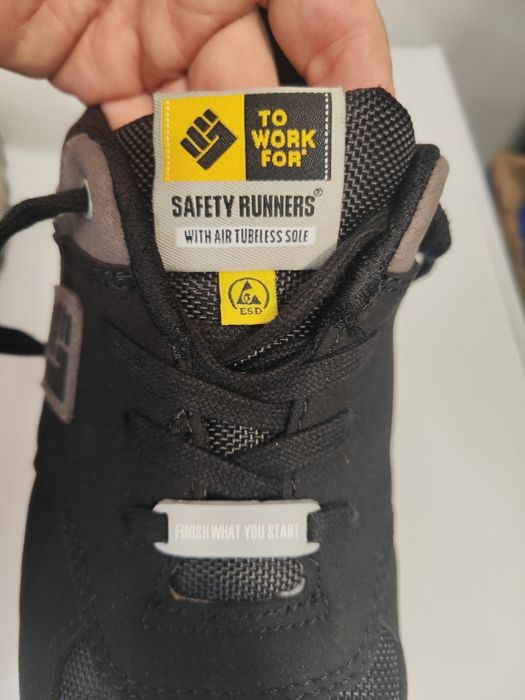 TO
WORK
FOR®
SAFETY RUNNERS®
WITH AIR TUBELESS SOLE
ESD
FINISH WHAT YOU START